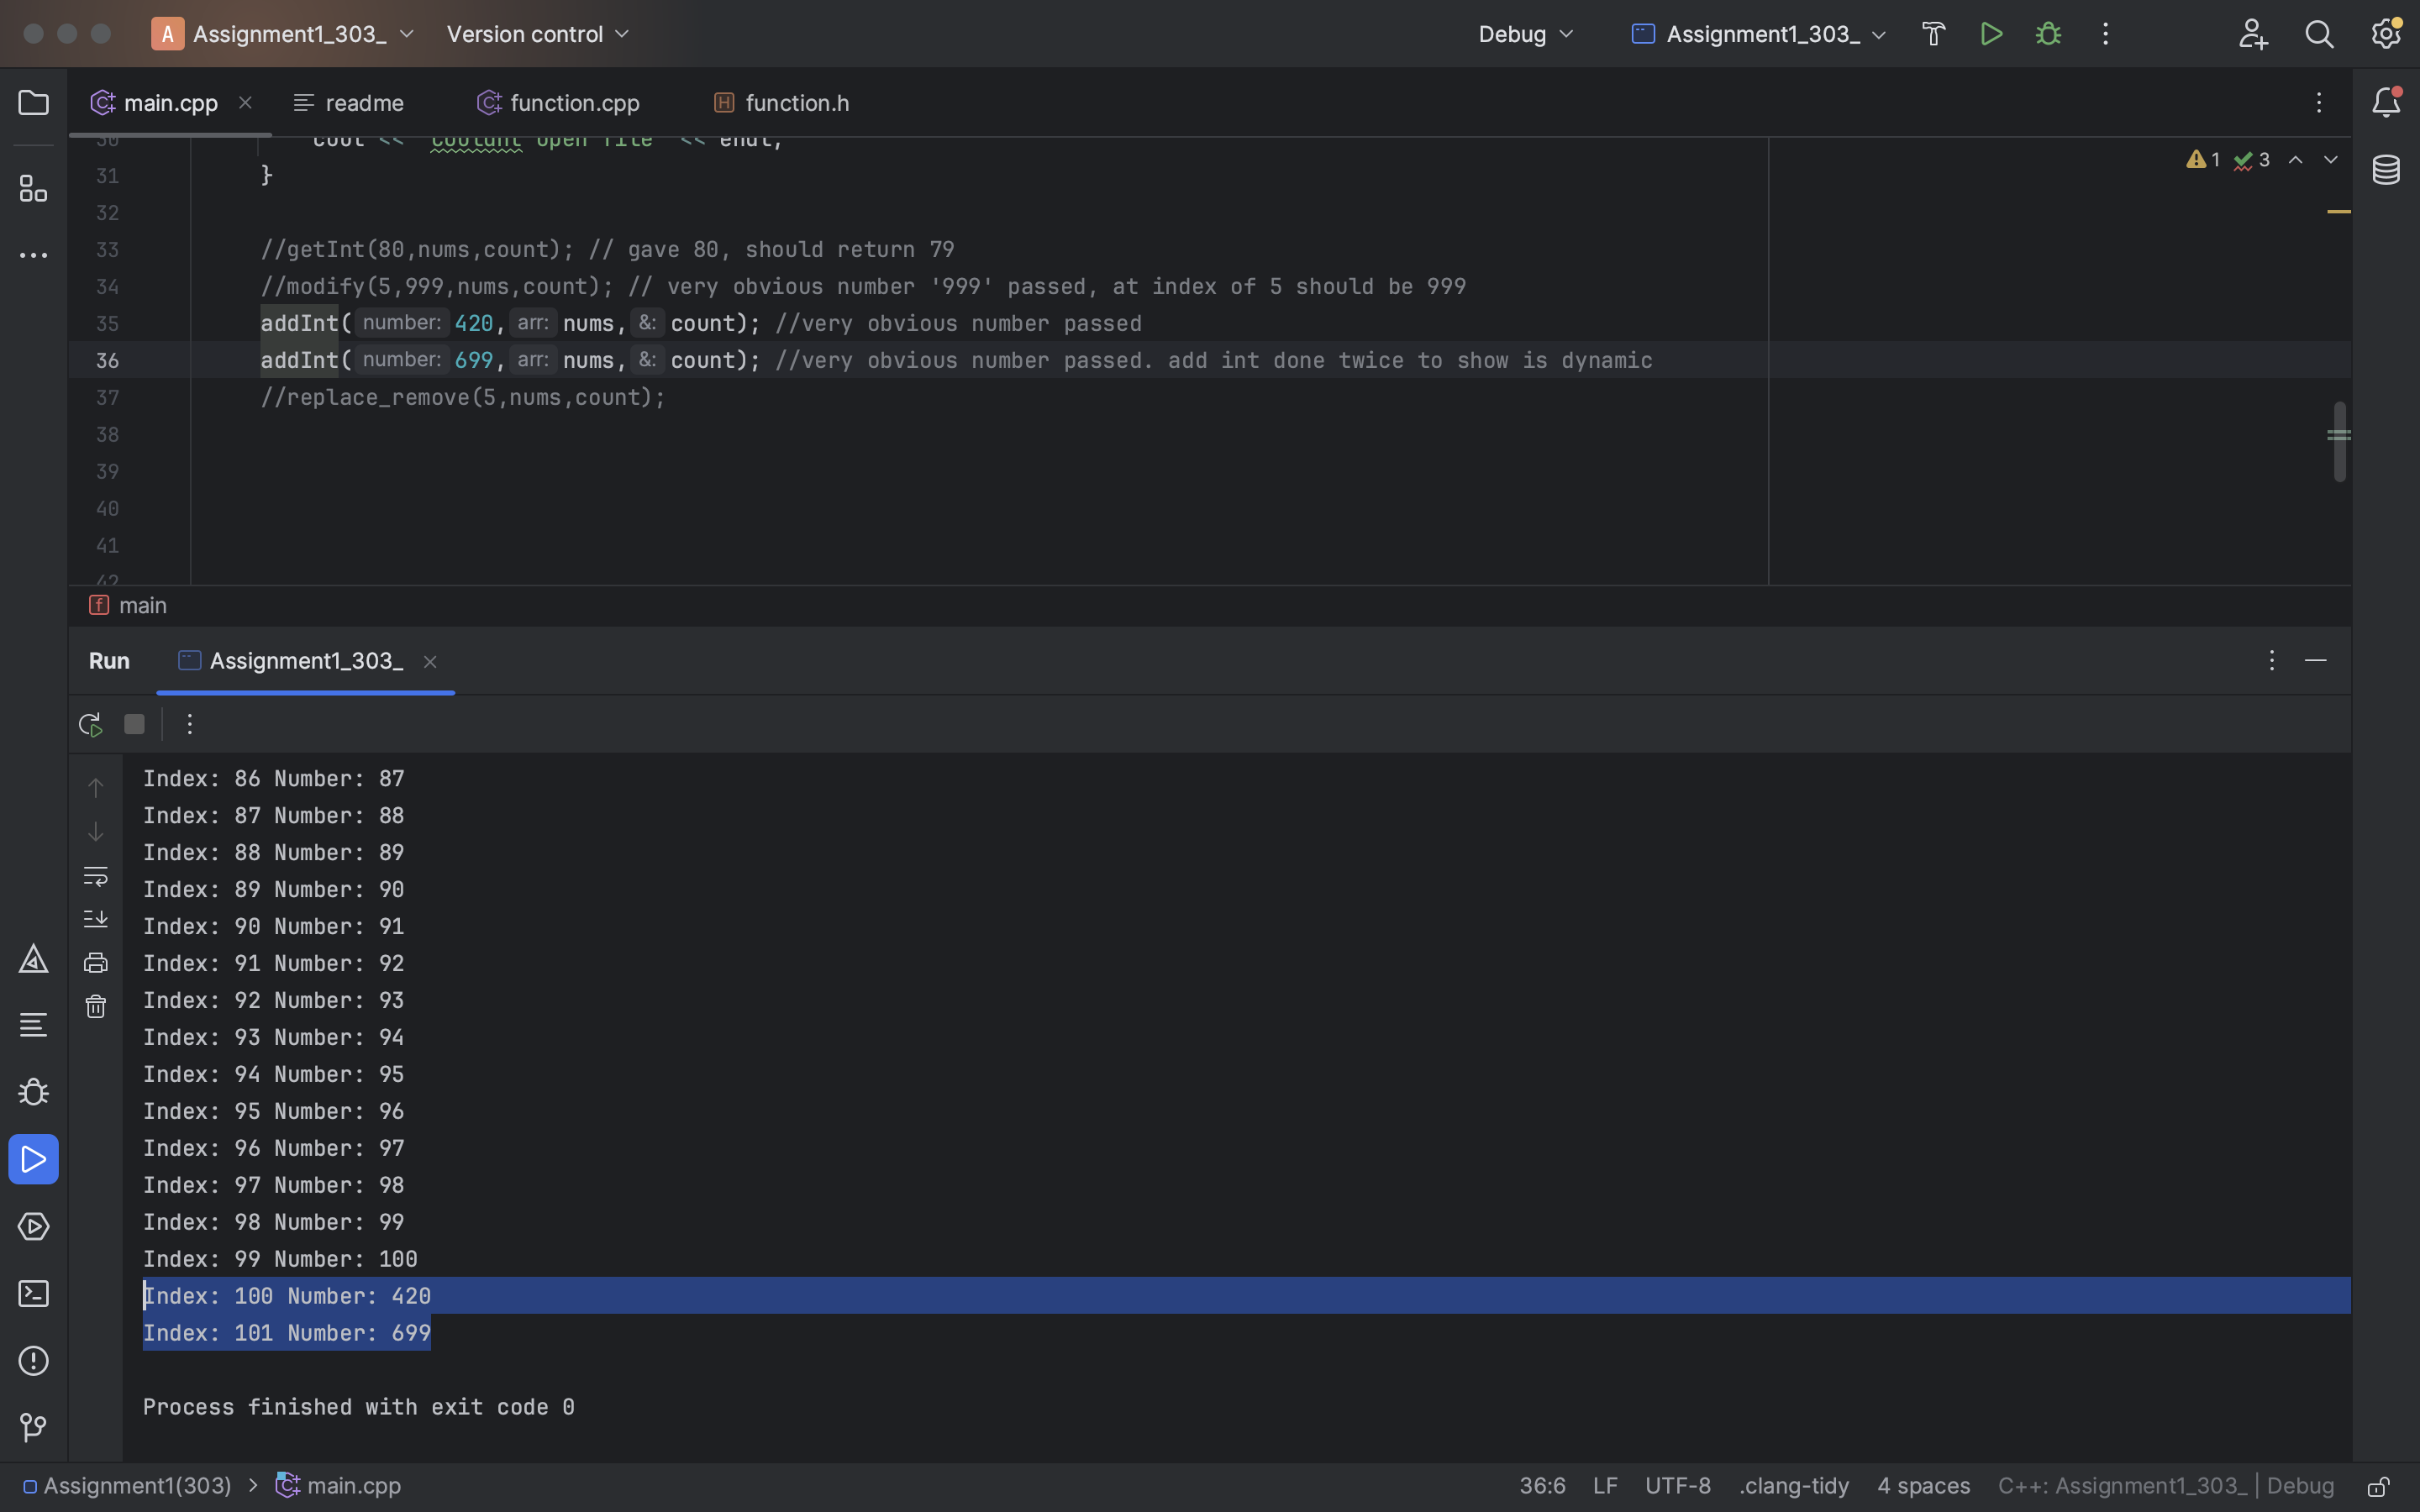 A Assignment1_303_ Version control Debug Assignment1_303_
main.cpp readme function.cpp function.h
30 cout << "Cootdnt open file" << endl;
31 }
1 3
32
33 //getInt(80,nums,count); // gave 80, should return 79
34 //modify(5,999,nums,count); // very obvious number '999' passed, at index of 5 should be 999
35 addInt( number: 420, arr: nums, &: count); //very obvious number passed
36 addInt( number: 699, arr: nums, &: count); //very obvious number passed. add int done twice to show is dynamic
37 //replace_remove(5,nums,count);
38
39
40
41
42
f main
Run Assignment1_303_
Index: 86 Number: 87
Index: 87 Number: 88
Index: 88 Number: 89
Index: 89 Number: 90
Index: 90 Number: 91
Index: 91 Number: 92
Index: 92 Number: 93
Index: 93 Number: 94
Index: 94 Number: 95
Index: 95 Number: 96
Index: 96 Number: 97
Index: 97 Number: 98
Index: 98 Number: 99
Index: 99 Number: 100
Index: 100 Number: 420
Index: 101 Number: 699
Process finished with exit code 0
Assignment1(303) > main.cpp 36:6 LF UTF-8 .clang-tidy 4 spaces C++: Assignment1_303_ | Debug